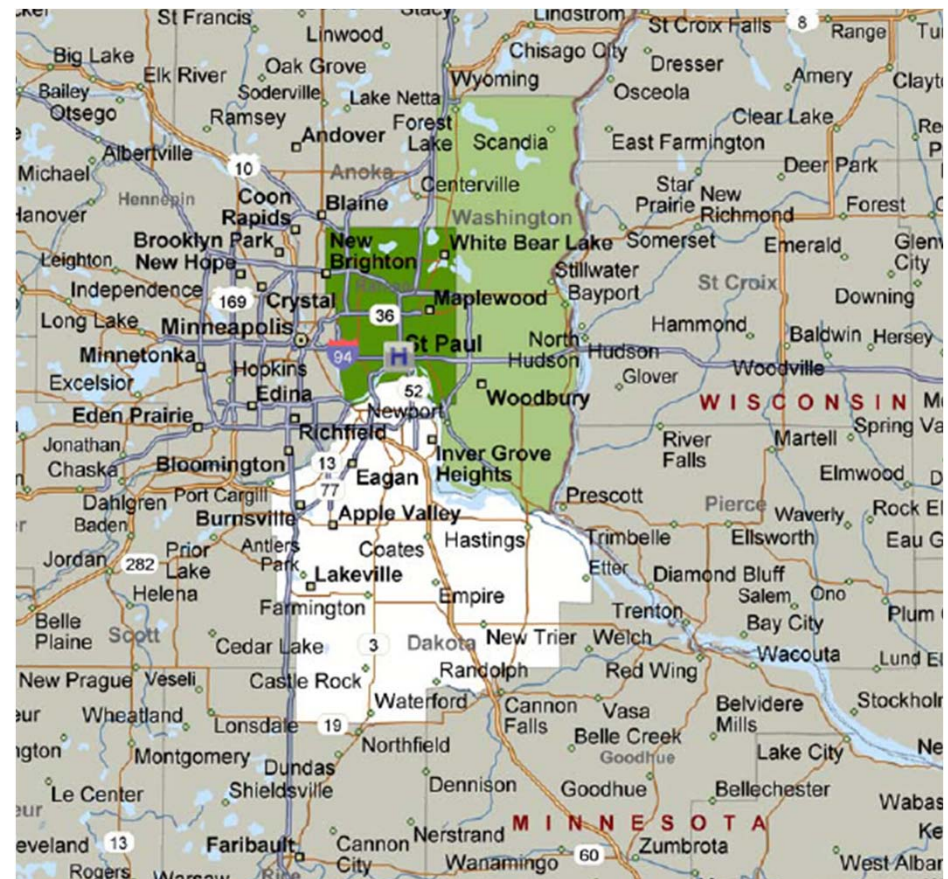 St Francis
Stacy
Lindstrom
St Croix Falls
8
Range
Linwood
Chisago City
Big Lake
Oak Grove
Dresser
Elk River
Wyoming
Amery
Bailey
Soderville
Lake Netta
Osceola
Otsego
Ramsey
Forest
Lake
Clear Lake
Andover
Scandia
East Farmington
Albertville
10
Anoka
Deer Park
Michael
Centerville
Star
Prairie
New
Richmond
Hennepin
Coon
Rapids
Blaine
Forest
Hanover
Washington
Brooklyn Park
New
Brighton
White Bear Lake
Somerset
Emerald
Leighton
New Hope
Stillwater
City
Independence
Bayport
St Croix
169
Crystal
Maplewood
Downing
Long Lake
36
Minneapolis
St Paul
North
Hudson
Hammond
Baldwin
Hersey
Minnetonka
94
H
Hudson
Hopkins
Woodville
Excelsior
52
Glover
Edina
Woodbury
WISCONSIN
Eden Prairie
Newport
Richfield
Spring Va
Jonathan
River
Falls
Martell
Chaska
Bloomington
13
Inver Grove
Heights
77
Eagan
Elmwood
Dahlgren
Port Cargill
Prescott
Baden
Burnsville
Apple Valley
Pierce
Waverly
Rock El
Antlers
Park
Coates
Hastings
Trimbelle
Ellsworth
Eau G
Jordan
282
Prior
Lake
Etter
Lakeville
Diamond Bluff
Helena
Empire
Salem
Ono
Farmington
Trenton
Plum
Belle
Plaine
Scott
Bay City
Cedar Lake
3
Dakota
New Trier
Welch
Wacouta
Lund
New Prague
Veseli
Castle Rock
Randolph
Red Wing
Waterford
Stockholm
Wheatland
Lonsdale
19
Cannon
Falls
Vasa
Belvidere
Mills
Northfield
Belle Creek
Montgomery
Goodhue
Lake City
Dundas
Le Center
Shieldsville
Dennison
Goodhue
Bellechester
Wabas
MINNESOTA
13
Faribault
Cannon
City
Nerstrand
Zumbrota
Wanamingo
60
West Alban
Rogers
Warsaw
Rice